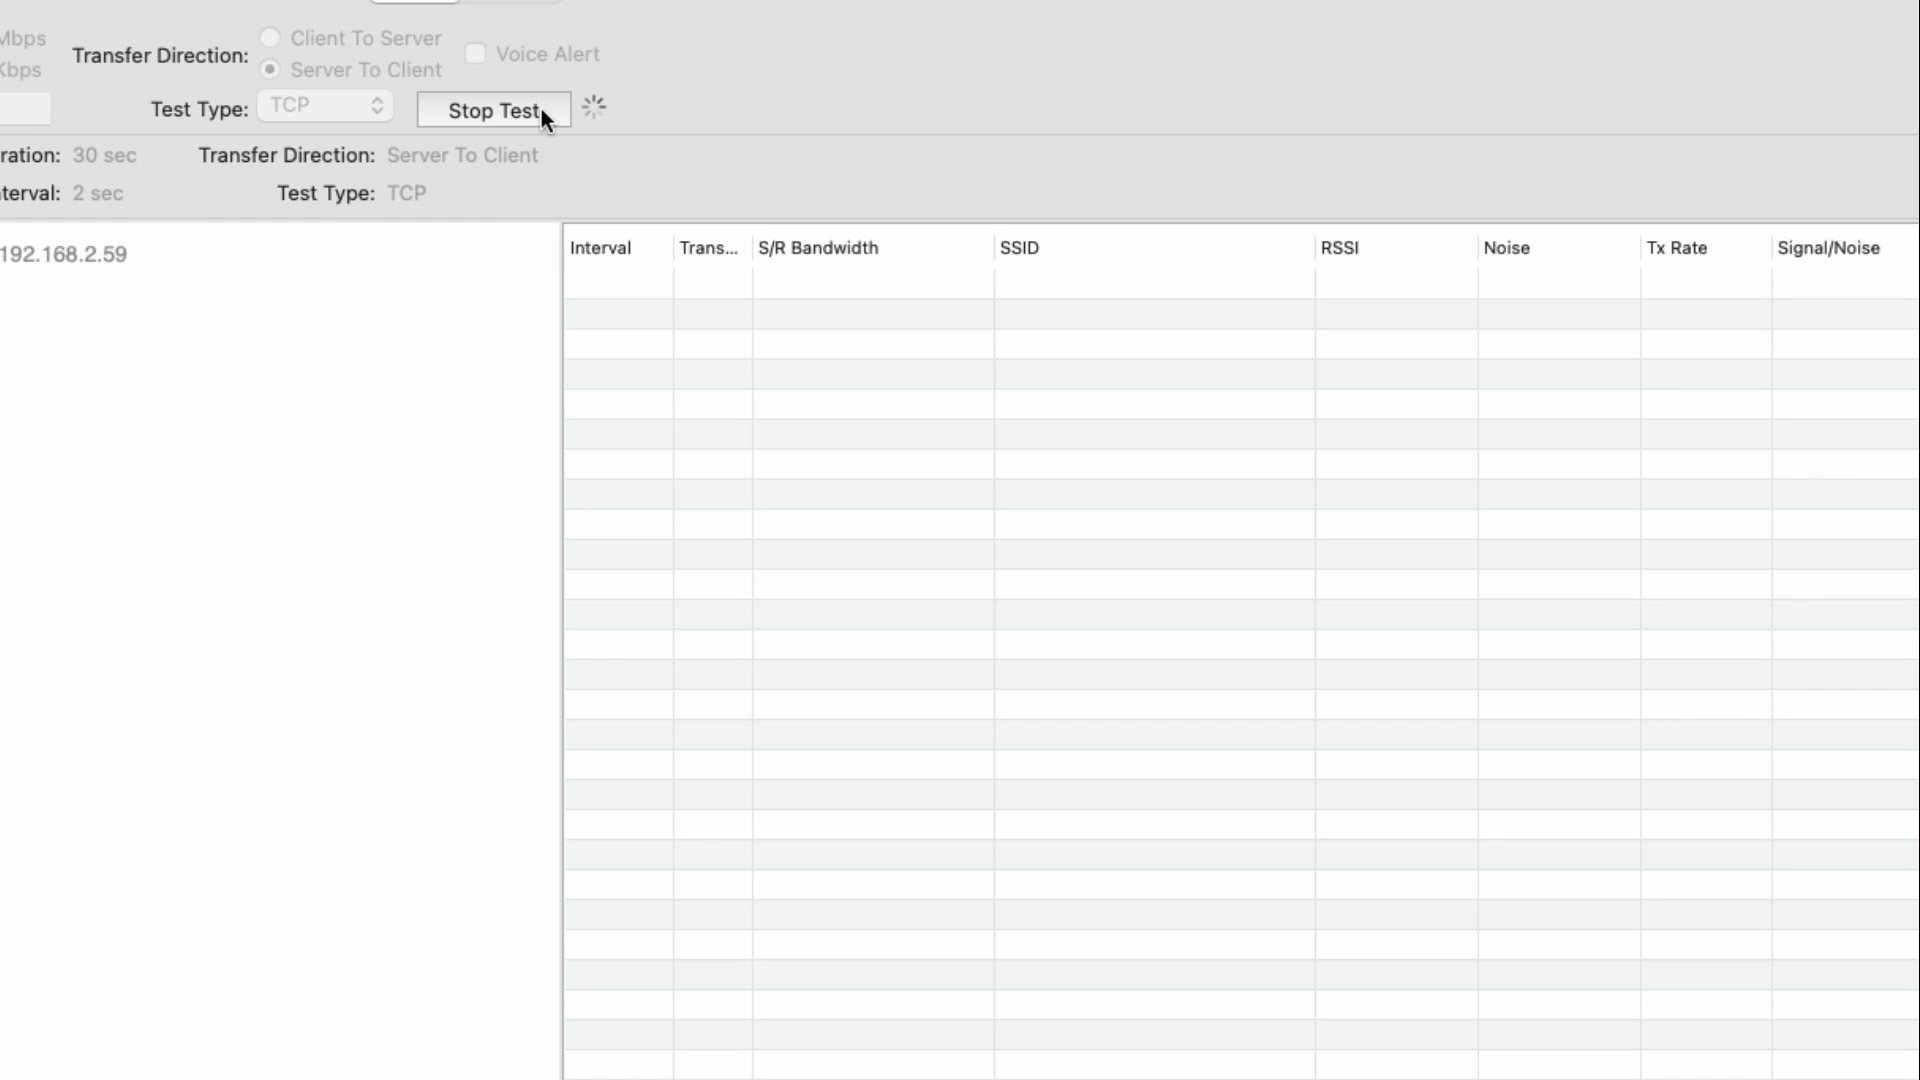 Mbps
Kbps
Transfer Direction:
Client To Server
Server To Client
Voice Alert
Test Type:
TCP
Stop Test
ration: 30 sec
Transfer Direction: Server To Client
nterval: 2 sec
Test Type: TCP
192.168.2.59
Interval Trans... S/R Bandwidth SSID RSSI Noise Tx Rate Signal/Noise